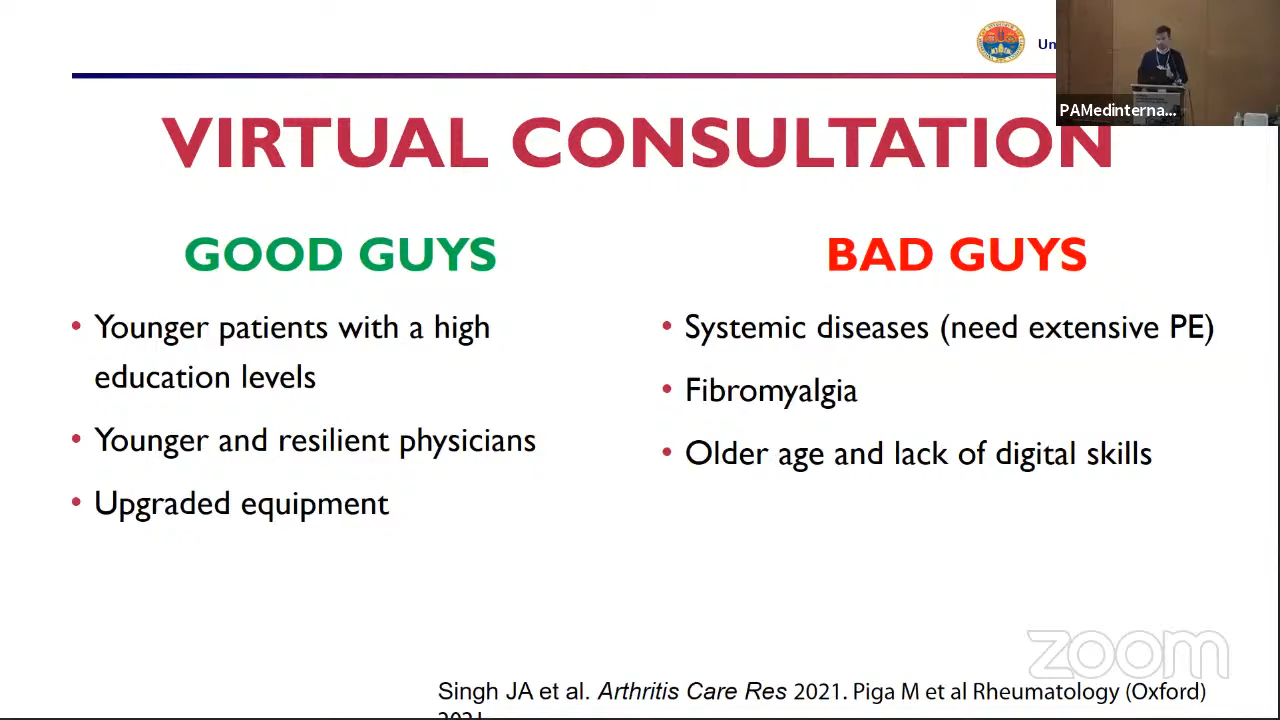 Un
PAMedinterna...
VIRTUAL CONSULTATION
GOOD GUYS
• Younger patients with a high
education levels
• Younger and resilient physicians
• Upgraded equipment
BAD GUYS
• Systemic diseases (need extensive PE)
• Fibromyalgia
• Older age and lack of digital skills
zoom
Singh JA et al. Arthritis Care Res 2021. Piga M et al Rheumatology (Oxford)
2021